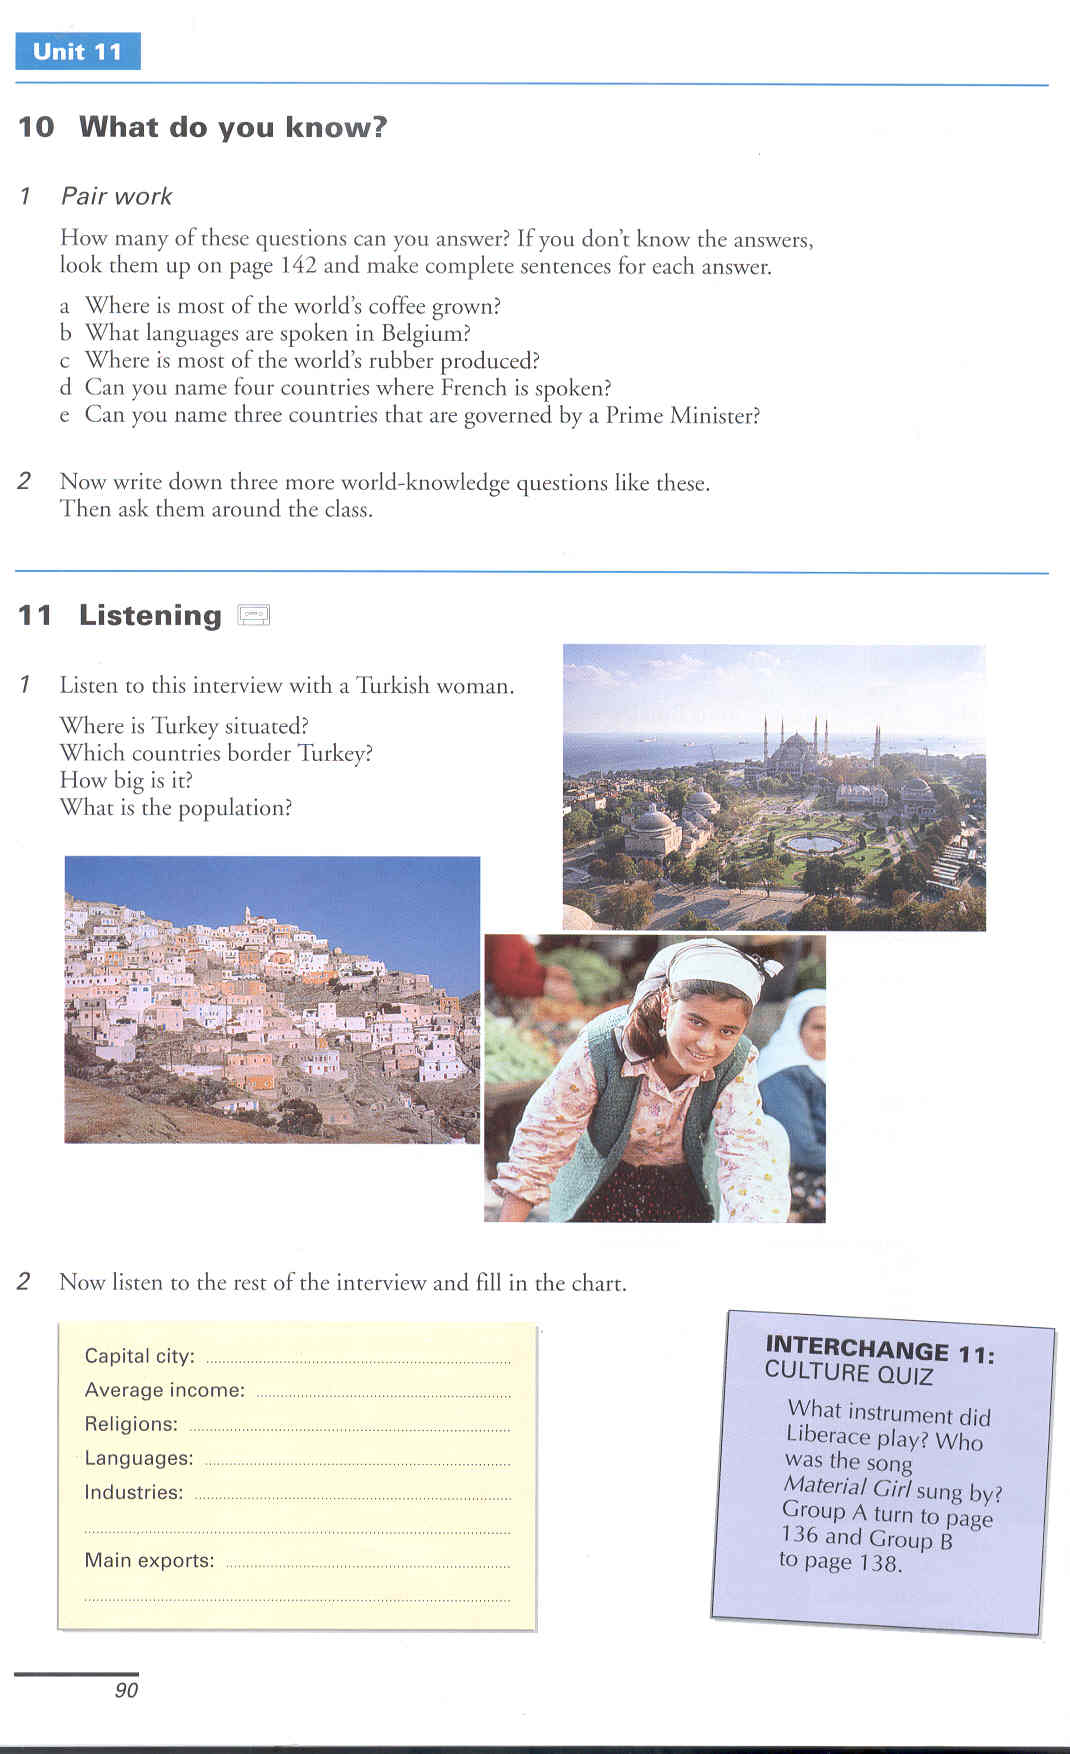 Unit 11
10 What do you know?
1 Pair work
How many of these questions can you answer? If you don't know the answers,
look them up on page 142 and make complete sentences for each answer.
a Where is most of the world's coffee grown?
b What languages are spoken in Belgium?
c Where is most of the world's rubber produced?
d Can you name four countries where French is spoken?
e Can you name three countries that are governed by a Prime Minister?
2 Now write down three more world-knowledge questions like these.
Then ask them around the class.
11 Listening
1 Listen to this interview with a Turkish woman.
Where is Turkey situated?
Which countries border Turkey?
How big is it?
What is the population?
2 Now listen to the rest of the interview and fill in the chart.
Capital city:
Average income:
Religions:
Languages:
Industries:
Main exports:
INTERCHANGE 11:
CULTURE QUIZ
What instrument did
Liberace play? Who
was the song
Material Girl sung by?
Group A turn to page
136 and Group B
to page 138.
90